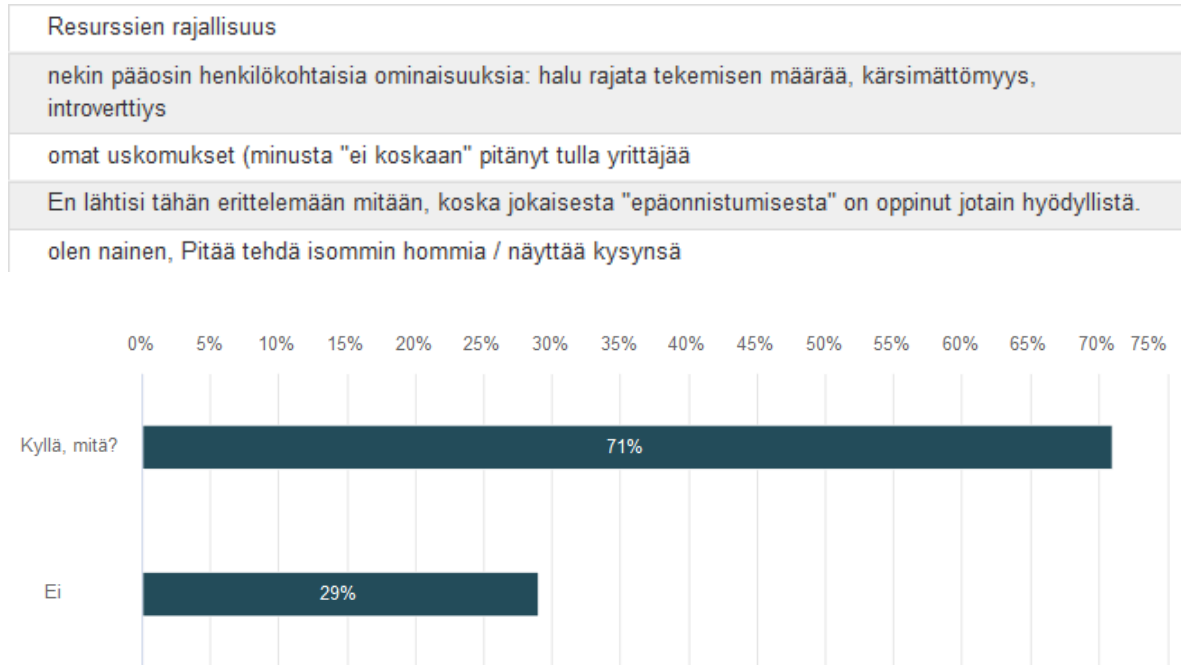 Resurssien rajallisuus
nekin pääosin henkilökohtaisia ominaisuuksia: halu rajata tekemisen määrää, kärsimättömyys,
introverttiys
omat uskomukset (minusta "ei koskaan" pitänyt tulla yrittäjää
En lähtisi tähän erittelemään mitään, koska jokaisesta "epäonnistumisesta" on oppinut jotain hyödyllistä.
olen nainen, Pitää tehdä isommin hommia / näyttää kysynsä
0% 5% 10% 15% 20% 25% 30% 35% 40% 45% 50% 55% 60% 65% 70% 75%
Kyllä, mitä? 71%
Ei 29%